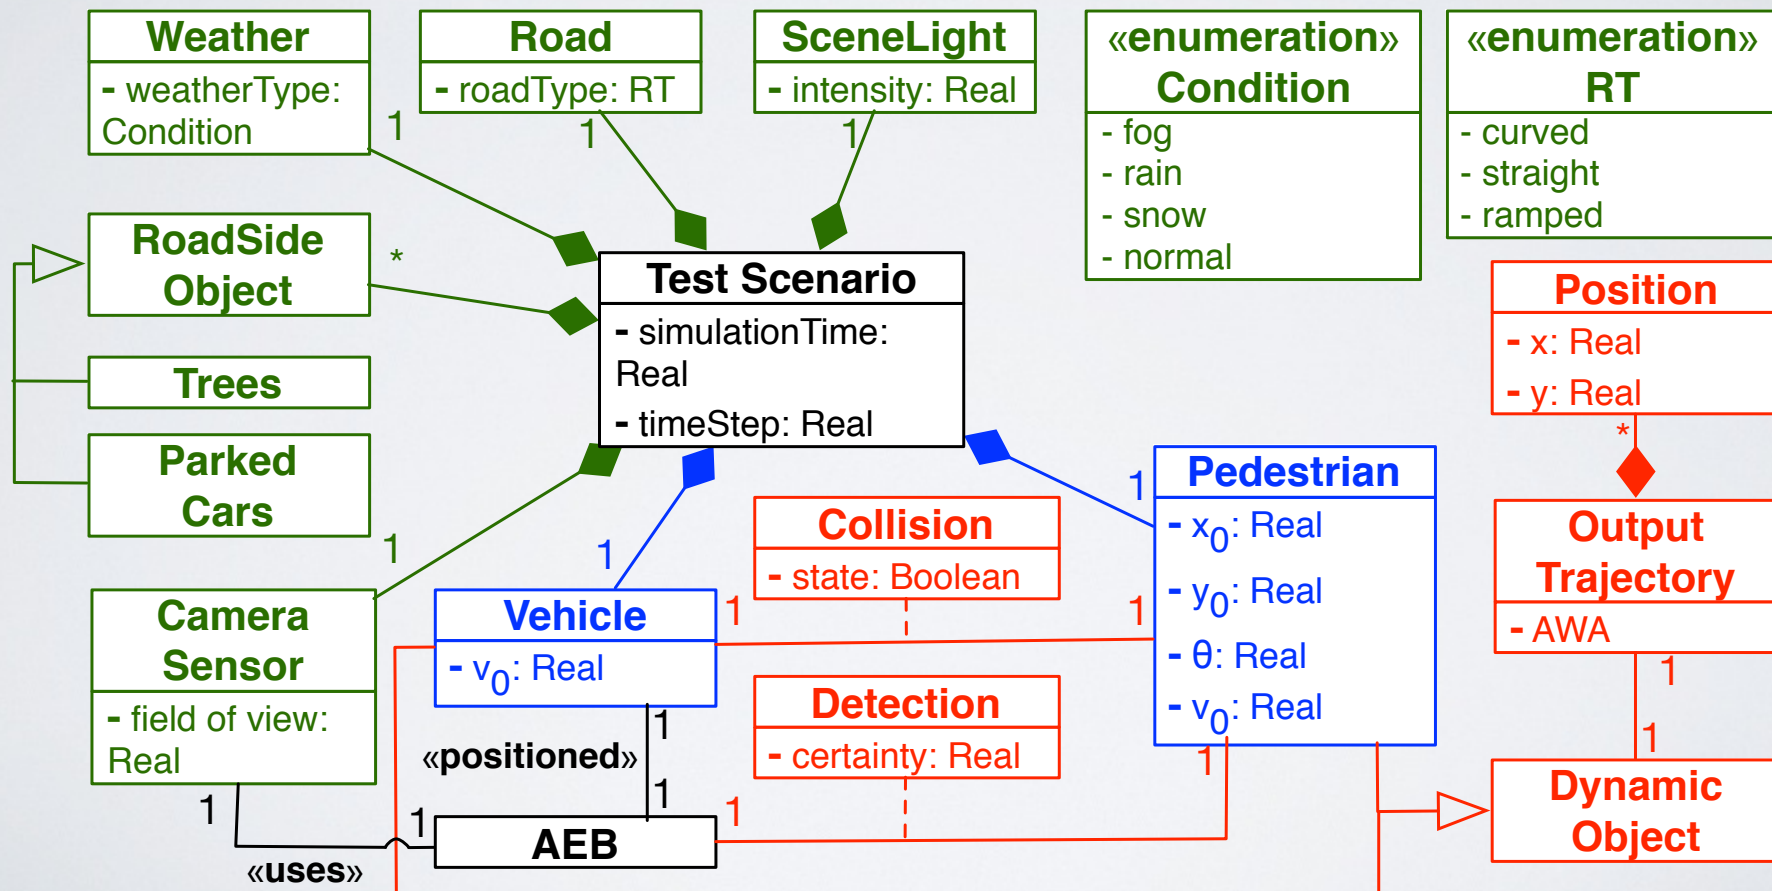 Weather
- weatherType:
Condition
1
Road
- roadType: RT
1
SceneLight
- intensity: Real
1
«enumeration»
Condition
- fog
- rain
- snow
- normal
«enumeration»
RT
- curved
- straight
- ramped
RoadSide
Object
*
Trees
Parked
Cars
Test Scenario
- simulationTime:
Real
- timeStep: Real
Position
- x: Real
- y: Real
*
Output
Trajectory
- AWA
1
1
Dynamic
Object
1
Camera
Sensor
- field of view:
Real
1
1
Vehicle
- v0: Real
1
Collision
- state: Boolean
1
1
Pedestrian
- x0: Real
- y0: Real
- θ: Real
- v0: Real
1
Detection
- certainty: Real
1
«positioned»
1
1
AEB
1
1
«uses»